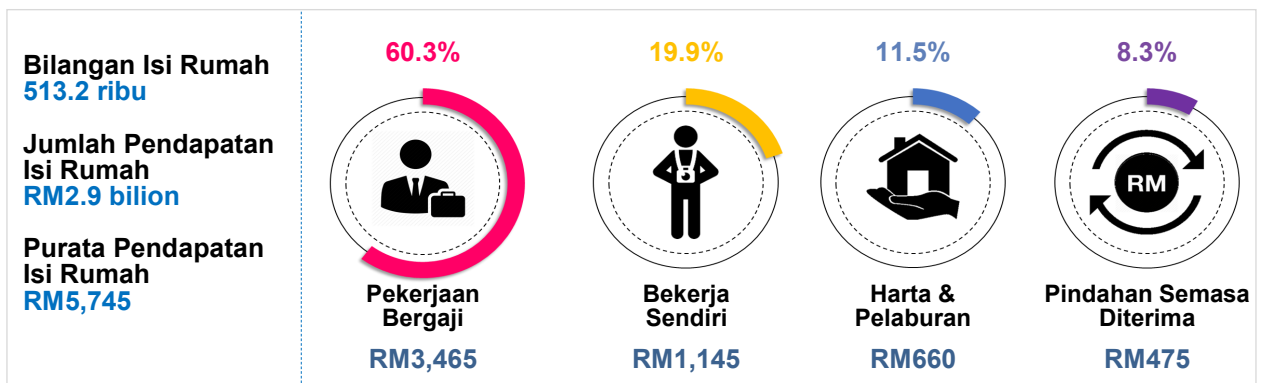 Bilangan Isi Rumah
513.2 ribu
Jumlah Pendapatan
Isi Rumah
RM2.9 bilion
Purata Pendapatan
Isi Rumah
RM5,745
60.3%
Pekerjaan
Bergaji
RM3,465
19.9%
Bekerja
Sendiri
RM1,145
11.5%
Harta &
Pelaburan
RM660
8.3%
RM
Pindahan Semasa
Diterima
RM475